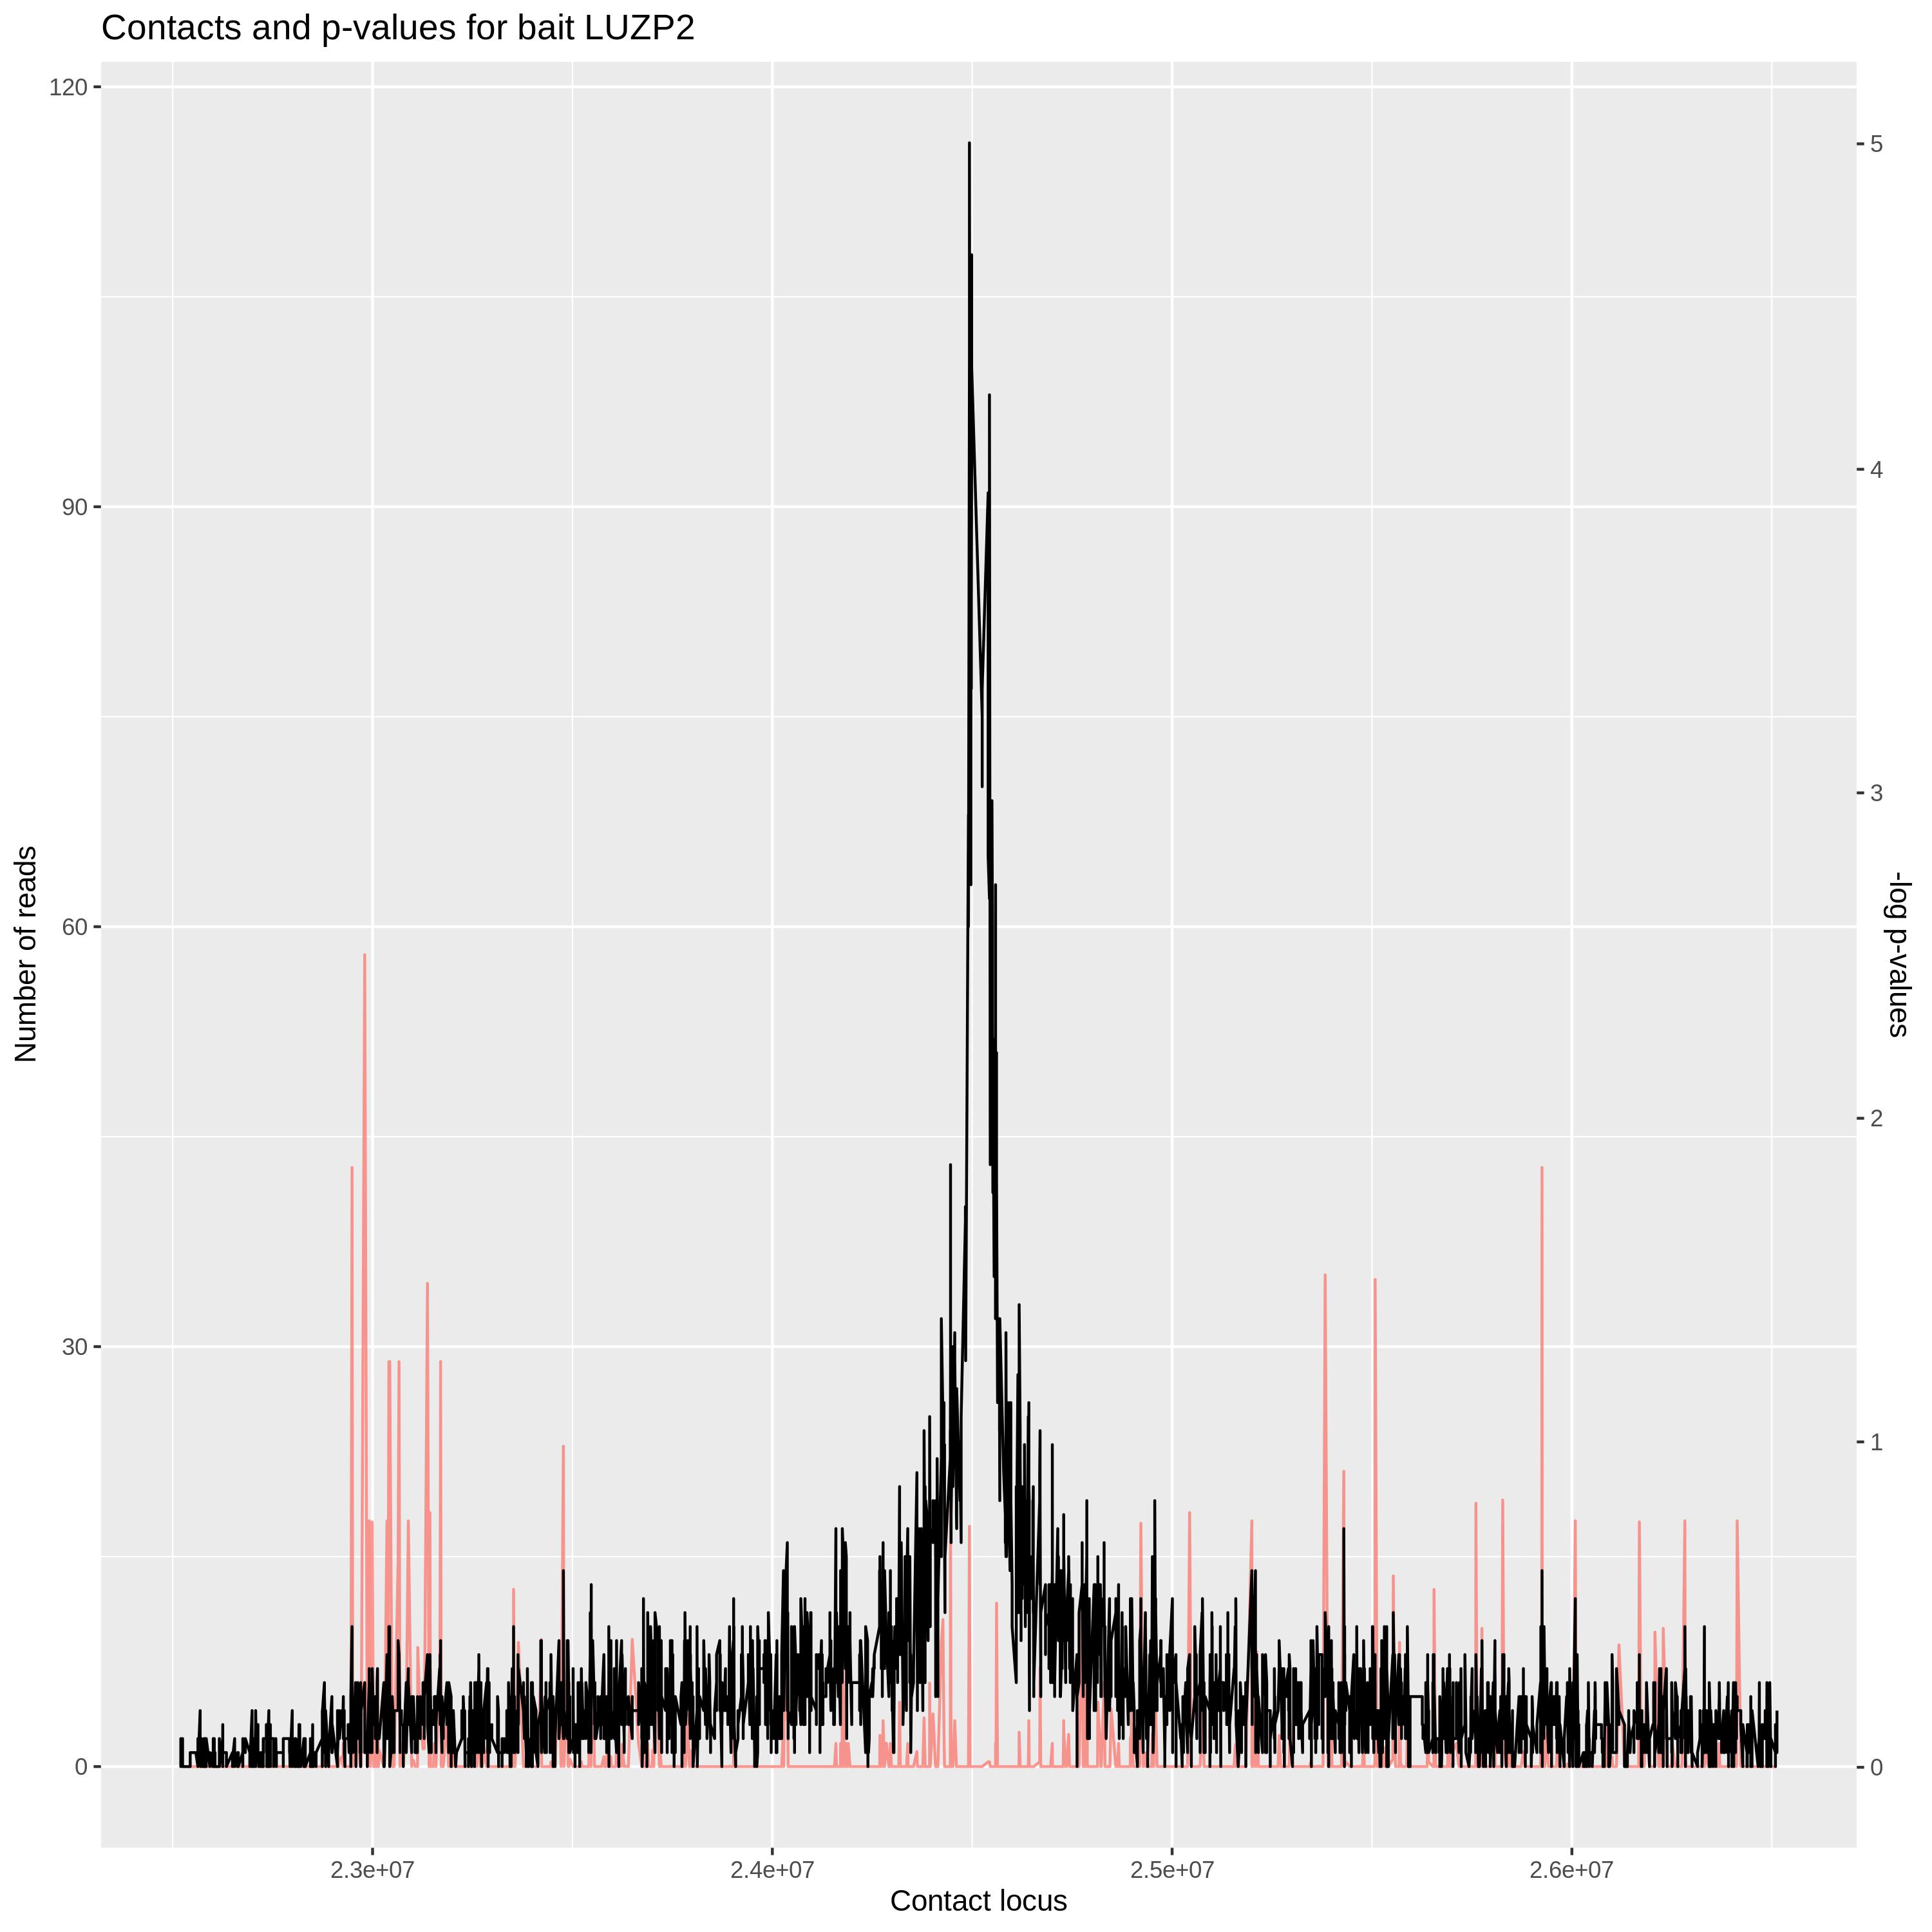 Contacts and p-values for bait LUZP2
120
90
60
30
0
Number of reads
5
4
3
2
1
0
-log p-values
2.3e+07
2.4e+07
2.5e+07
2.6e+07
Contact locus